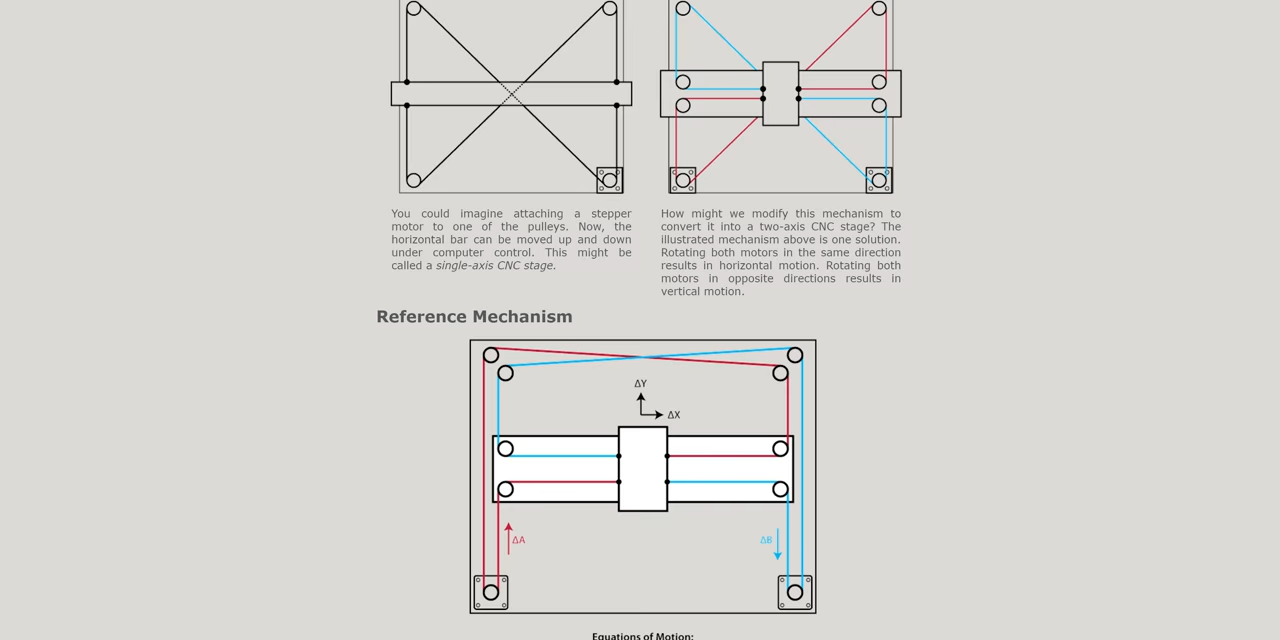 You could imagine attaching a stepper
motor to one of the pulleys. Now, the
horizontal bar can be moved up and down
under computer control. This might be
called a single-axis CNC stage.
How might we modify this mechanism to
convert it into a two-axis CNC stage? The
illustrated mechanism above is one solution.
Rotating both motors in the same direction
results in horizontal motion. Rotating both
motors in opposite directions results in
vertical motion.
Reference Mechanism
ΔY
ΔX
ΔA
ΔB
Equations of Motion: